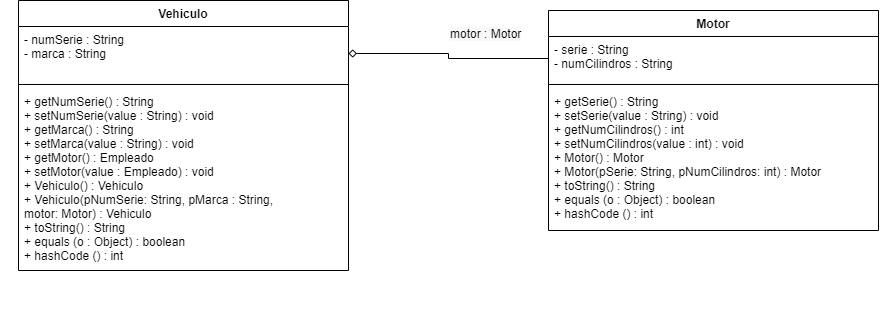 Vehiculo
- numSerie : String
- marca : String
+ getNumSerie() : String
+ setNumSerie(value : String) : void
+ getMarca() : String
+ setMarca(value : String) : void
+ getMotor() : Empleado
+ setMotor(value : Empleado) : void
+ Vehiculo() : Vehiculo
+ Vehiculo(pNumSerie: String, pMarca : String,
motor: Motor) : Vehiculo
+ toString() : String
+ equals (o : Object) : boolean
+ hashCode () : int
motor : Motor
Motor
- serie : String
- numCilindros : String
+ getSerie() : String
+ setSerie(value : String) : void
+ getNumCilindros() : int
+ setNumCilindros(value : int) : void
+ Motor() : Motor
+ Motor(pSerie: String, pNumCilindros: int) : Motor
+ toString() : String
+ equals (o : Object) : boolean
+ hashCode () : int